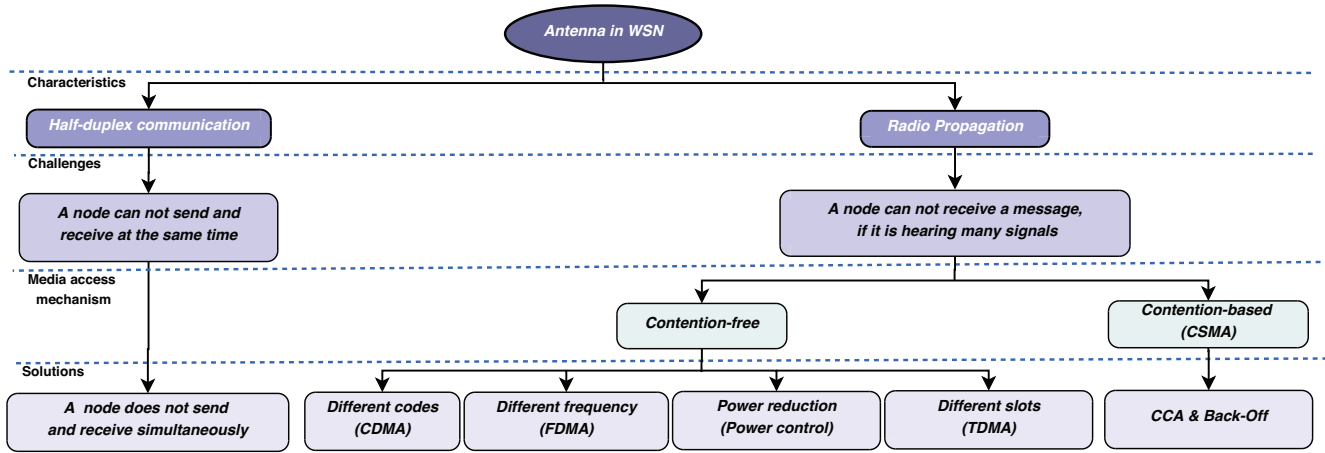 Antenna in WSN
Characteristics
Half-duplex communication
Radio Propagation
Challenges
A node can not send and
receive at the same time
A node can not receive a message,
if it is hearing many signals
Media access
mechanism
Contention-free
Contention-based
(CSMA)
Solutions
A node does not send
and receive simultaneously
Different codes
(CDMA)
Different frequency
(FDMA)
Power reduction
(Power control)
Different slots
(TDMA)
CCA & Back-Off